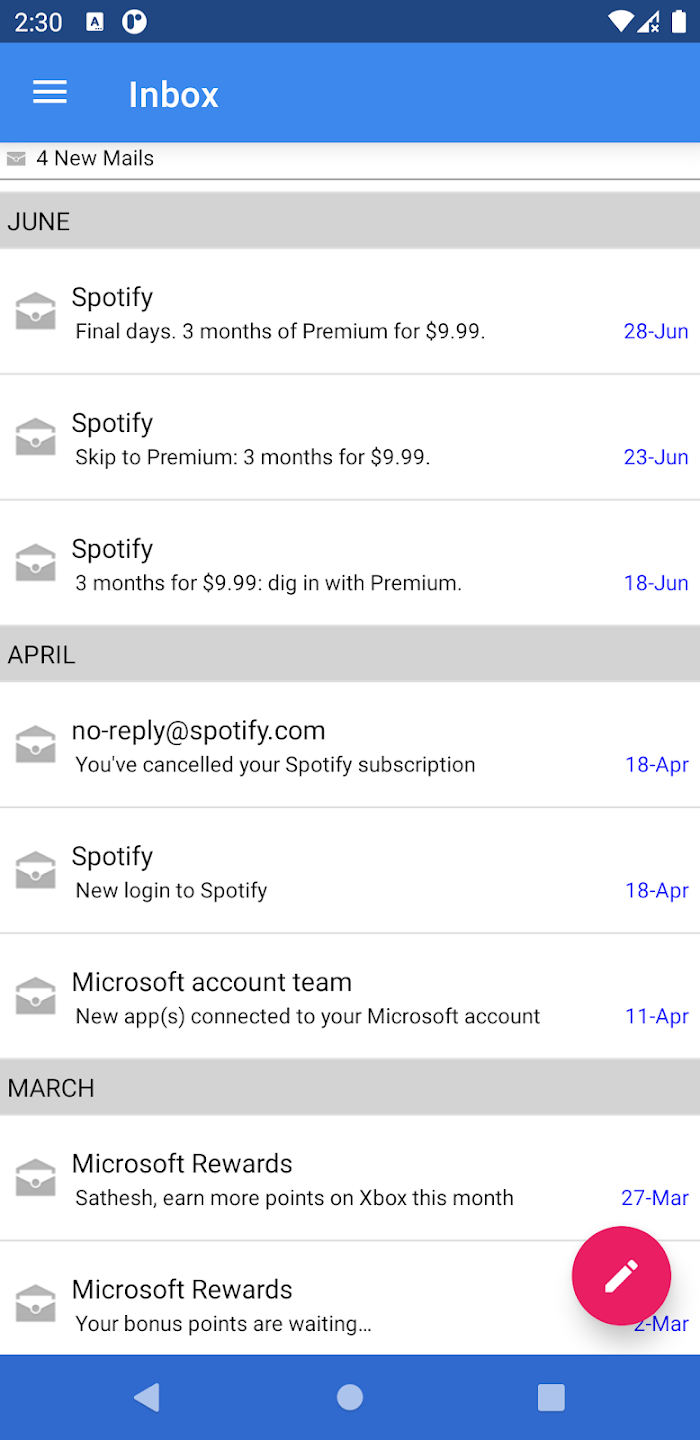 2:30
Inbox
4 New Mails
JUNE
Spotify
Final days. 3 months of Premium for $9.99.
28-Jun
Spotify
Skip to Premium: 3 months for $9.99.
23-Jun
Spotify
3 months for $9.99: dig in with Premium.
18-Jun
APRIL
no-reply@spotify.com
You've cancelled your Spotify subscription
18-Apr
Spotify
New login to Spotify
18-Apr
Microsoft account team
New app(s) connected to your Microsoft account
11-Apr
MARCH
Microsoft Rewards
Sathesh, earn more points on Xbox this month
27-Mar
Microsoft Rewards
Your bonus points are waiting...
2-Mar